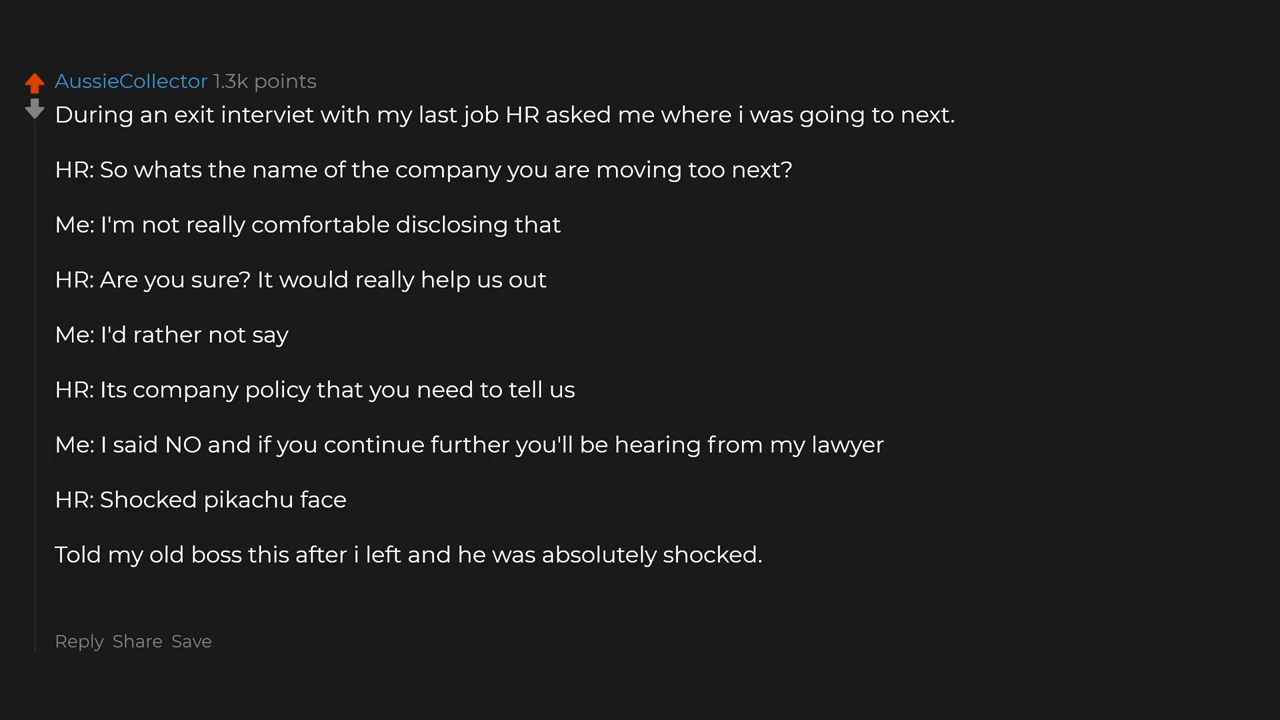 AussieCollector 1.3k points
During an exit interviet with my last job HR asked me where i was going to next.
HR: So whats the name of the company you are moving too next?
Me: I'm not really comfortable disclosing that
HR: Are you sure? It would really help us out
Me: I'd rather not say
HR: Its company policy that you need to tell us
Me: I said NO and if you continue further you'll be hearing from my lawyer
HR: Shocked pikachu face
Told my old boss this after i left and he was absolutely shocked.
Reply Share Save